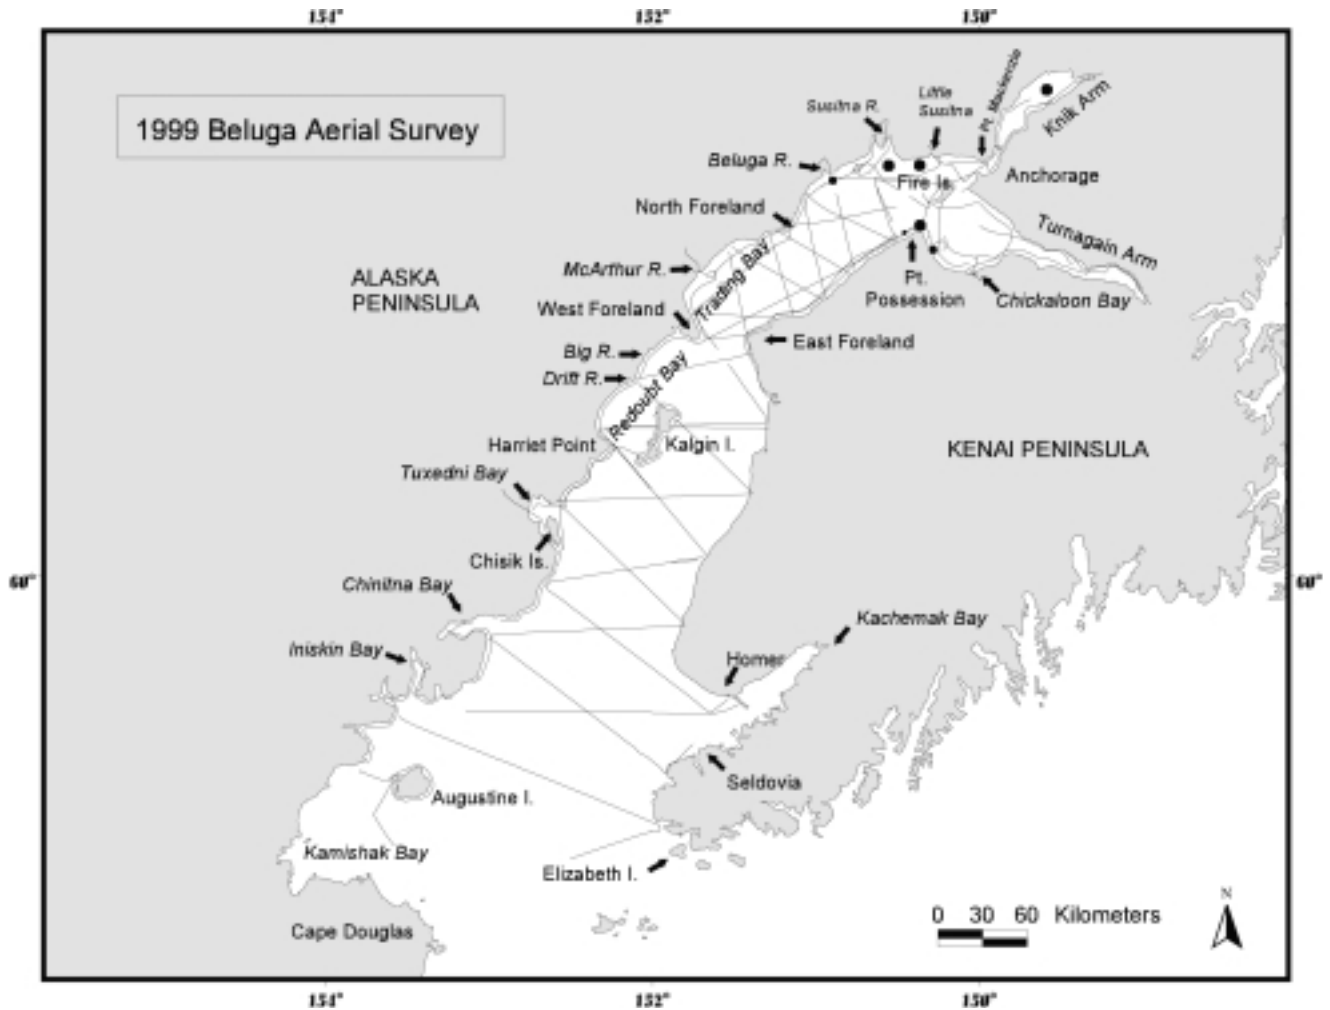 154° 152° 150°
1999 Beluga Aerial Survey
Susitna R.
Little
Susitna
Pt. Mackenzie
Knik Arm
Beluga R.
Fire Is.
Anchorage
North Foreland
Turnagain Arm
McArthur R.
Trading Bay
ALASKA
PENINSULA
Pt.
Possession
Chickaloon Bay
West Foreland
East Foreland
Big R.
Drift R.
Redoubt Bay
Harriet Point
Kalgin I.
KENAI PENINSULA
Tuxedni Bay
Chisik Is.
60° 60°
Chinitna Bay
Kachemak Bay
Iniskin Bay
Homer
Seldovia
Augustine I.
Kamishak Bay
Elizabeth I.
N
0 30 60 Kilometers
Cape Douglas
154° 152° 150°